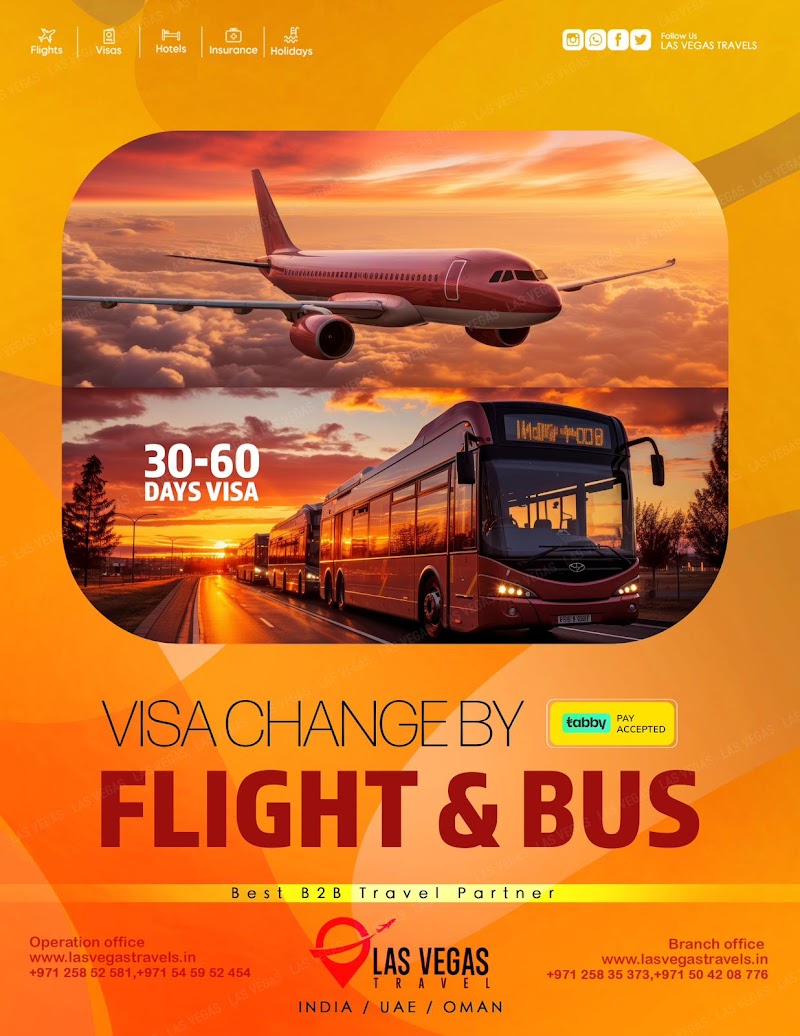 Flights
Visas
Hotels
Insurance
Holidays
Follow Us
LAS VEGAS TRAVELS
30-60
DAYS VISA
VISA CHANGE BY
tabby
PAY
ACCEPTED
FLIGHT & BUS
Best B2B Travel Partner
Operation office
www.lasvegastravels.in
+971 258 52 581,+971 54 59 52 454
LAS VEGAS
TRAVEL
INDIA / UAE / OMAN
Branch office
www.lasvegastravels.in
+971 258 35 373,+971 50 42 08 776